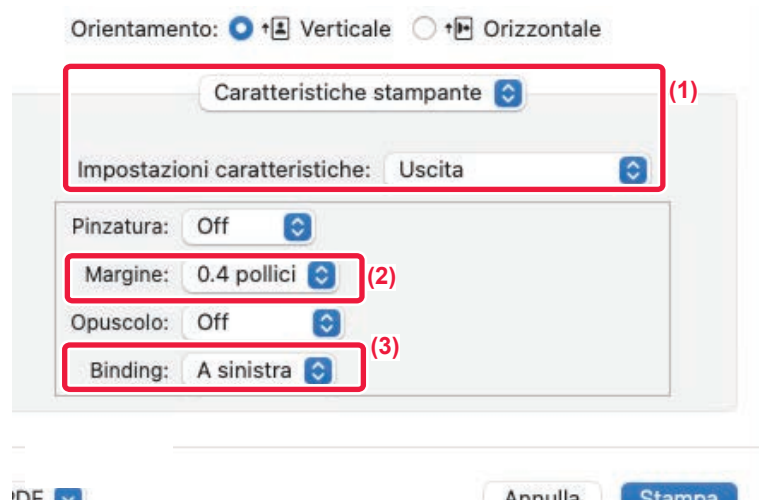 Orientamento: Verticale Orizzontale
Caratteristiche stampante
(1)
Impostazioni caratteristiche: Uscita
Pinzatura: Off
Margine: 0.4 pollici
(2)
Opuscolo: Off
(3)
Binding: A sinistra
Annulla Stampa